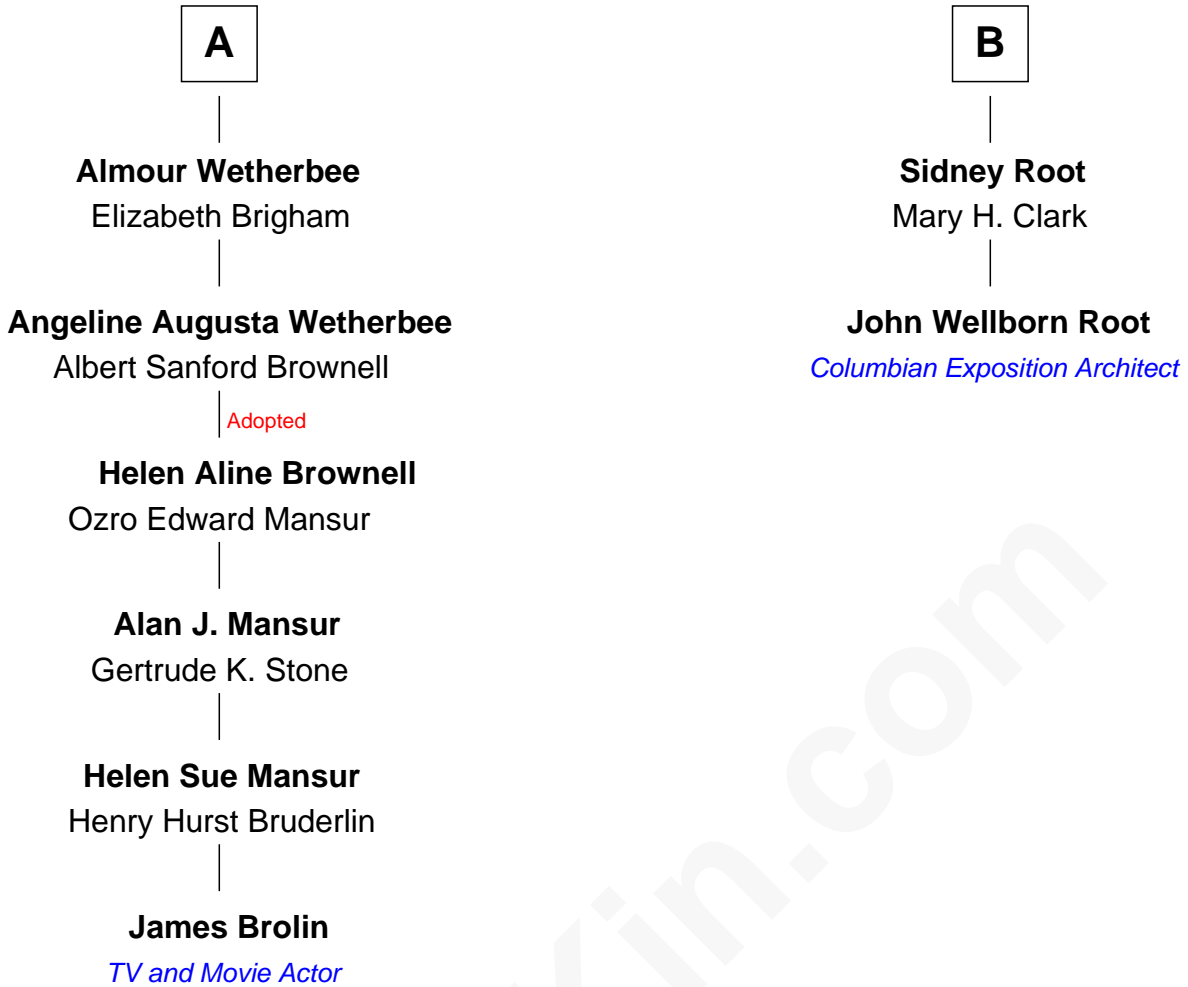 A
Almour Wetherbee
Elizabeth Brigham
Angeline Augusta Wetherbee
Albert Sanford Brownell
Adopted
Helen Aline Brownell
Ozro Edward Mansur
Alan J. Mansur
Gertrude K. Stone
Helen Sue Mansur
Henry Hurst Bruderlin
James Brolin
TV and Movie Actor
B
Sidney Root
Mary H. Clark
John Wellborn Root
Columbian Exposition Architect
Kin.com